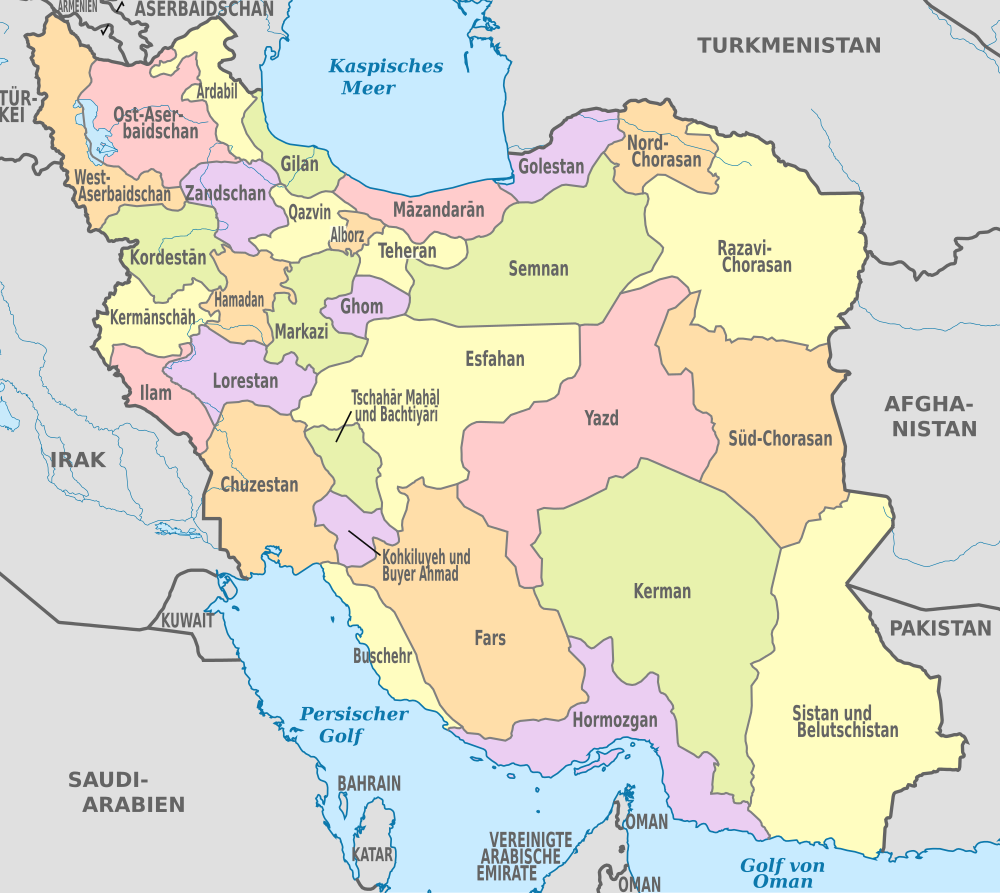 ARMENIEN
ASERBAIDSCHAN
TURKMENISTAN
Kaspisches
Meer
TÜR-
KEI
Ardabil
Ost-Aser-
baidschan
Gilan
Golestan
Nord-
Chorasan
West-
Aserbaidschan
Zandschan
Qazvin
Māzandarān
Alborz
Teheran
Semnan
Razavi-
Chorasan
Kordestān
Hamadan
Ghom
Kermānschāh
Markazi
Esfahan
Ilam
Lorestan
Tschahār Mahāl
und Bachtiyāri
Yazd
AFGHA-
NISTAN
Süd-Chorasan
IRAK
Chuzestan
Kohkiluyeh und
Buyer Ahmad
Kerman
KUWAIT
PAKISTAN
Fars
Buschehr
Persischer
Golf
Hormozgan
Sistan und
Belutschistan
SAUDI-
ARABIEN
BAHRAIN
OMAN
KATAR
VEREINIGTE
ARABISCHE
EMIRATE
Golf von
Oman
OMAN